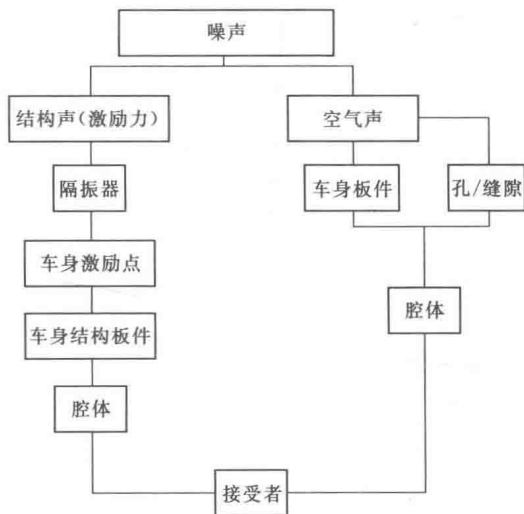 噪声
结构声(激励力)
空气声
隔振器
车身板件
孔/缝隙
车身激励点
车身结构板件
腔体
腔体
接受者